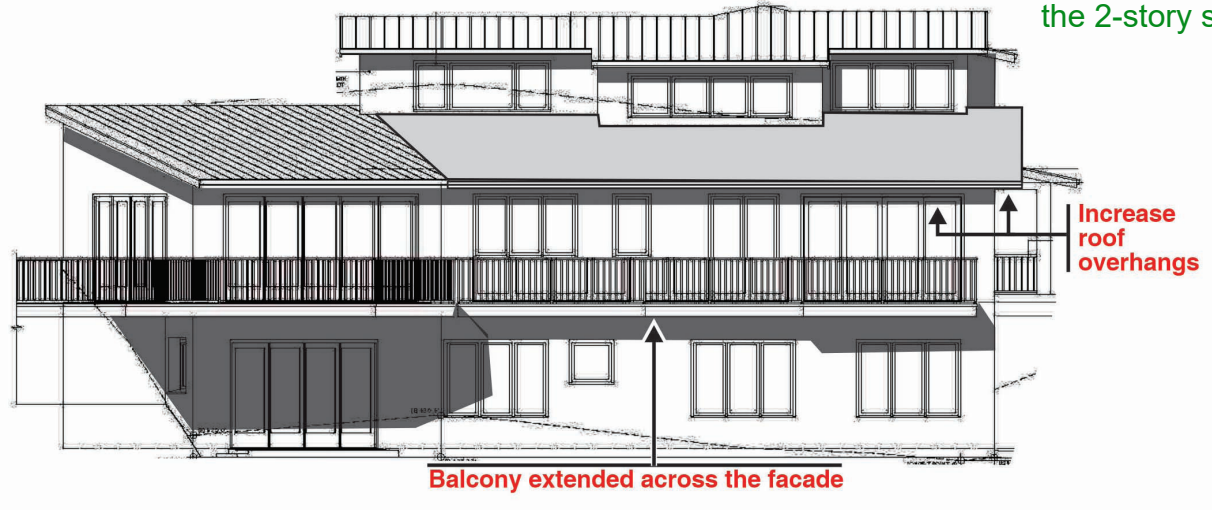 the 2-story s
Increase
roof
overhangs
Balcony extended across the facade